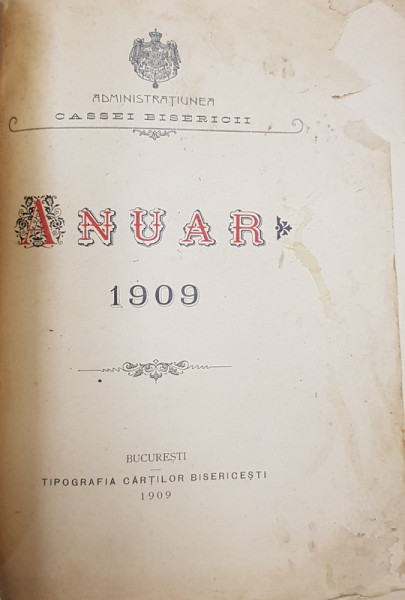 ADMINISTRAȚIUNEA
CASSEI BISERICII
ANUAR
1909
BUCUREȘTI
TIPOGRAFIA CĂRȚILOR BISERICEȘTI
1909